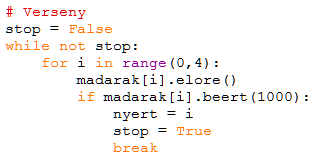 # Verseny
stop = False
while not stop:
    for i in range(0,4):
        madarak[i].elore()
        if madarak[i].beert(1000):
            nyert = i
            stop = True
            break